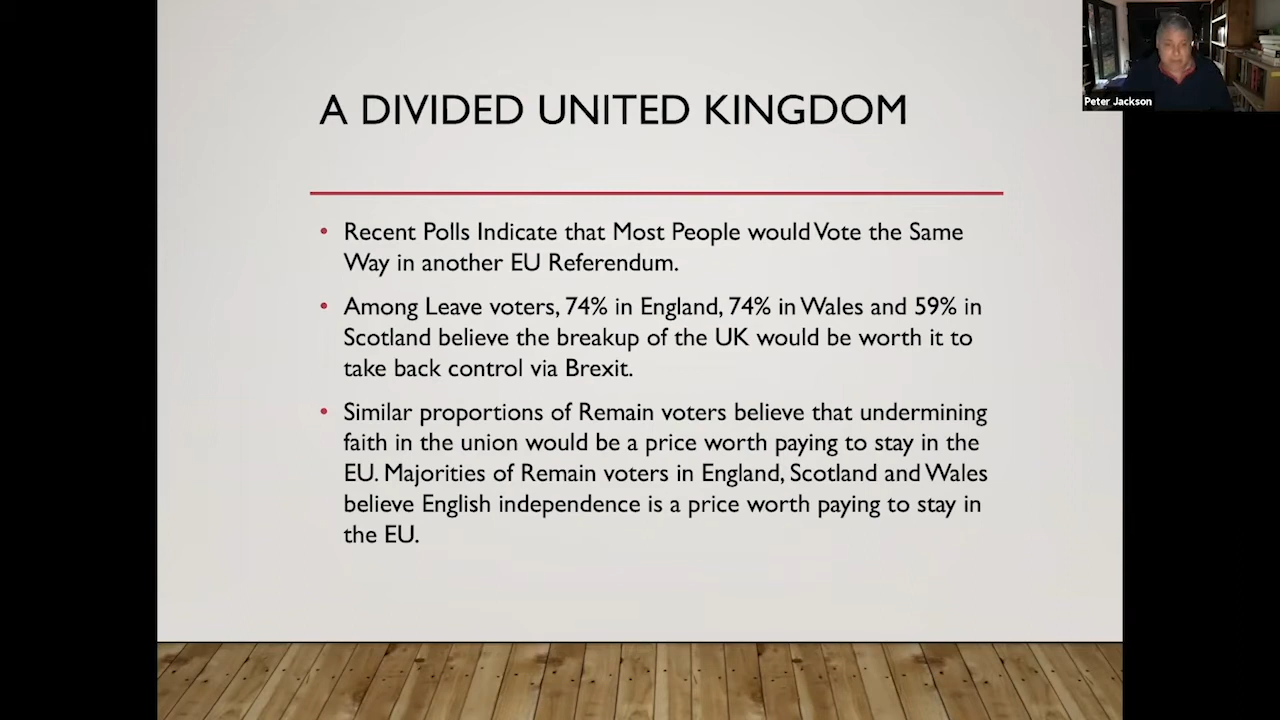 A DIVIDED UNITED KINGDOM
Peter Jackson
• Recent Polls Indicate that Most People would Vote the Same
Way in another EU Referendum.
• Among Leave voters, 74% in England, 74% in Wales and 59% in
Scotland believe the breakup of the UK would be worth it to
take back control via Brexit.
• Similar proportions of Remain voters believe that undermining
faith in the union would be a price worth paying to stay in the
EU. Majorities of Remain voters in England, Scotland and Wales
believe English independence is a price worth paying to stay in
the EU.